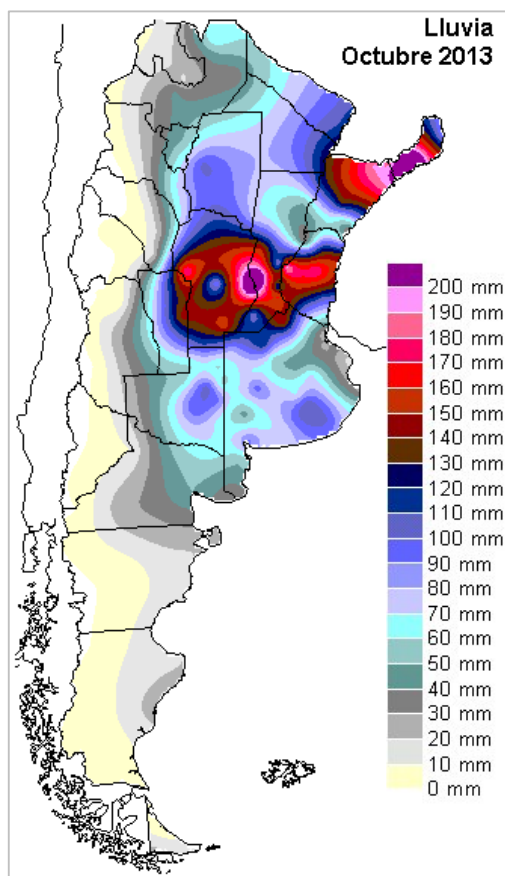 Lluvia
Octubre 2013
200 mm
190 mm
180 mm
170 mm
160 mm
150 mm
140 mm
130 mm
120 mm
110 mm
100 mm
90 mm
80 mm
70 mm
60 mm
50 mm
40 mm
30 mm
20 mm
10 mm
0 mm